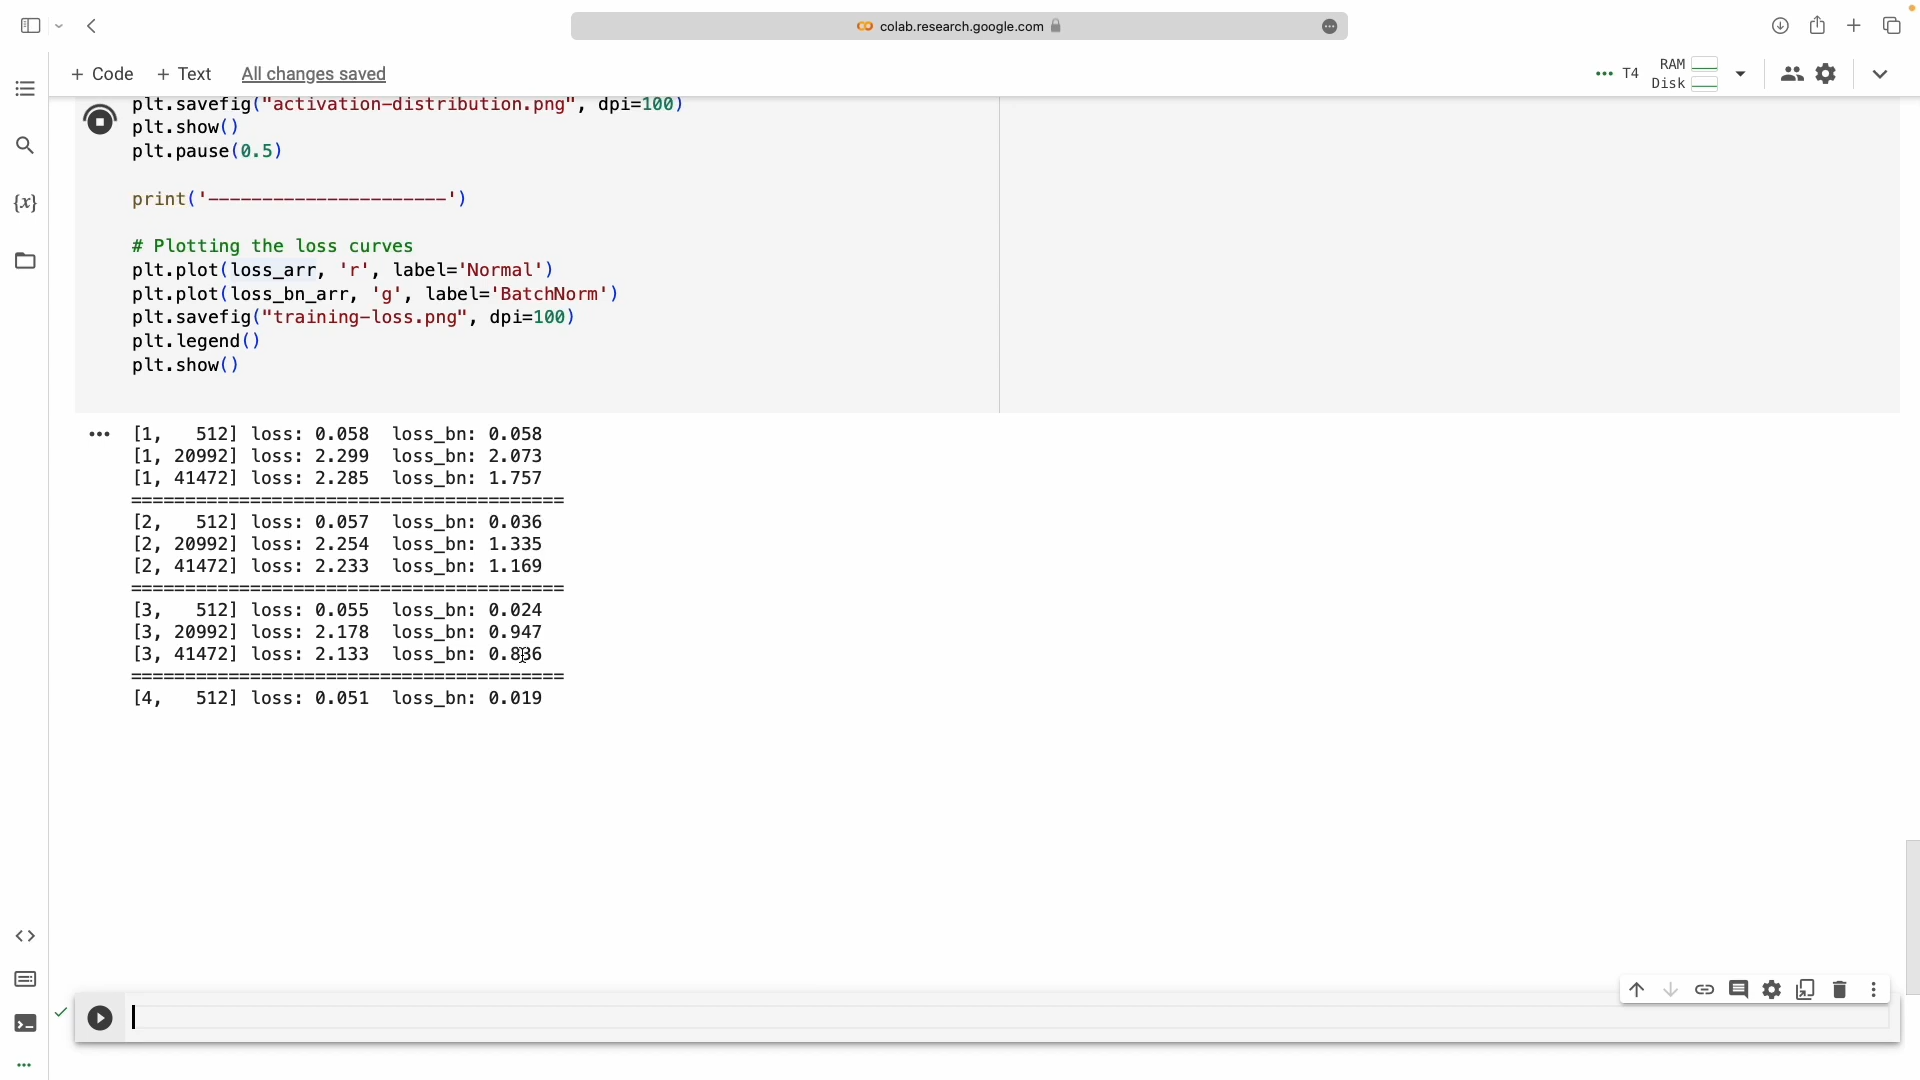 colab.research.google.com
+ Code + Text All changes saved
T4 RAM Disk
{x}
plt.savefig("activation-distribution.png", dpi=100)
plt.show()
plt.pause(0.5)
print('----------------------')
# Plotting the loss curves
plt.plot(loss_arr, 'r', label='Normal')
plt.plot(loss_bn_arr, 'g', label='BatchNorm')
plt.savefig("training-loss.png", dpi=100)
plt.legend()
plt.show()
[1,   512] loss: 0.058  loss_bn: 0.058
[1, 20992] loss: 2.299  loss_bn: 2.073
[1, 41472] loss: 2.285  loss_bn: 1.757
========================================
[2,   512] loss: 0.057  loss_bn: 0.036
[2, 20992] loss: 2.254  loss_bn: 1.335
[2, 41472] loss: 2.233  loss_bn: 1.169
========================================
[3,   512] loss: 0.055  loss_bn: 0.024
[3, 20992] loss: 2.178  loss_bn: 0.947
[3, 41472] loss: 2.133  loss_bn: 0.836
========================================
[4,   512] loss: 0.051  loss_bn: 0.019